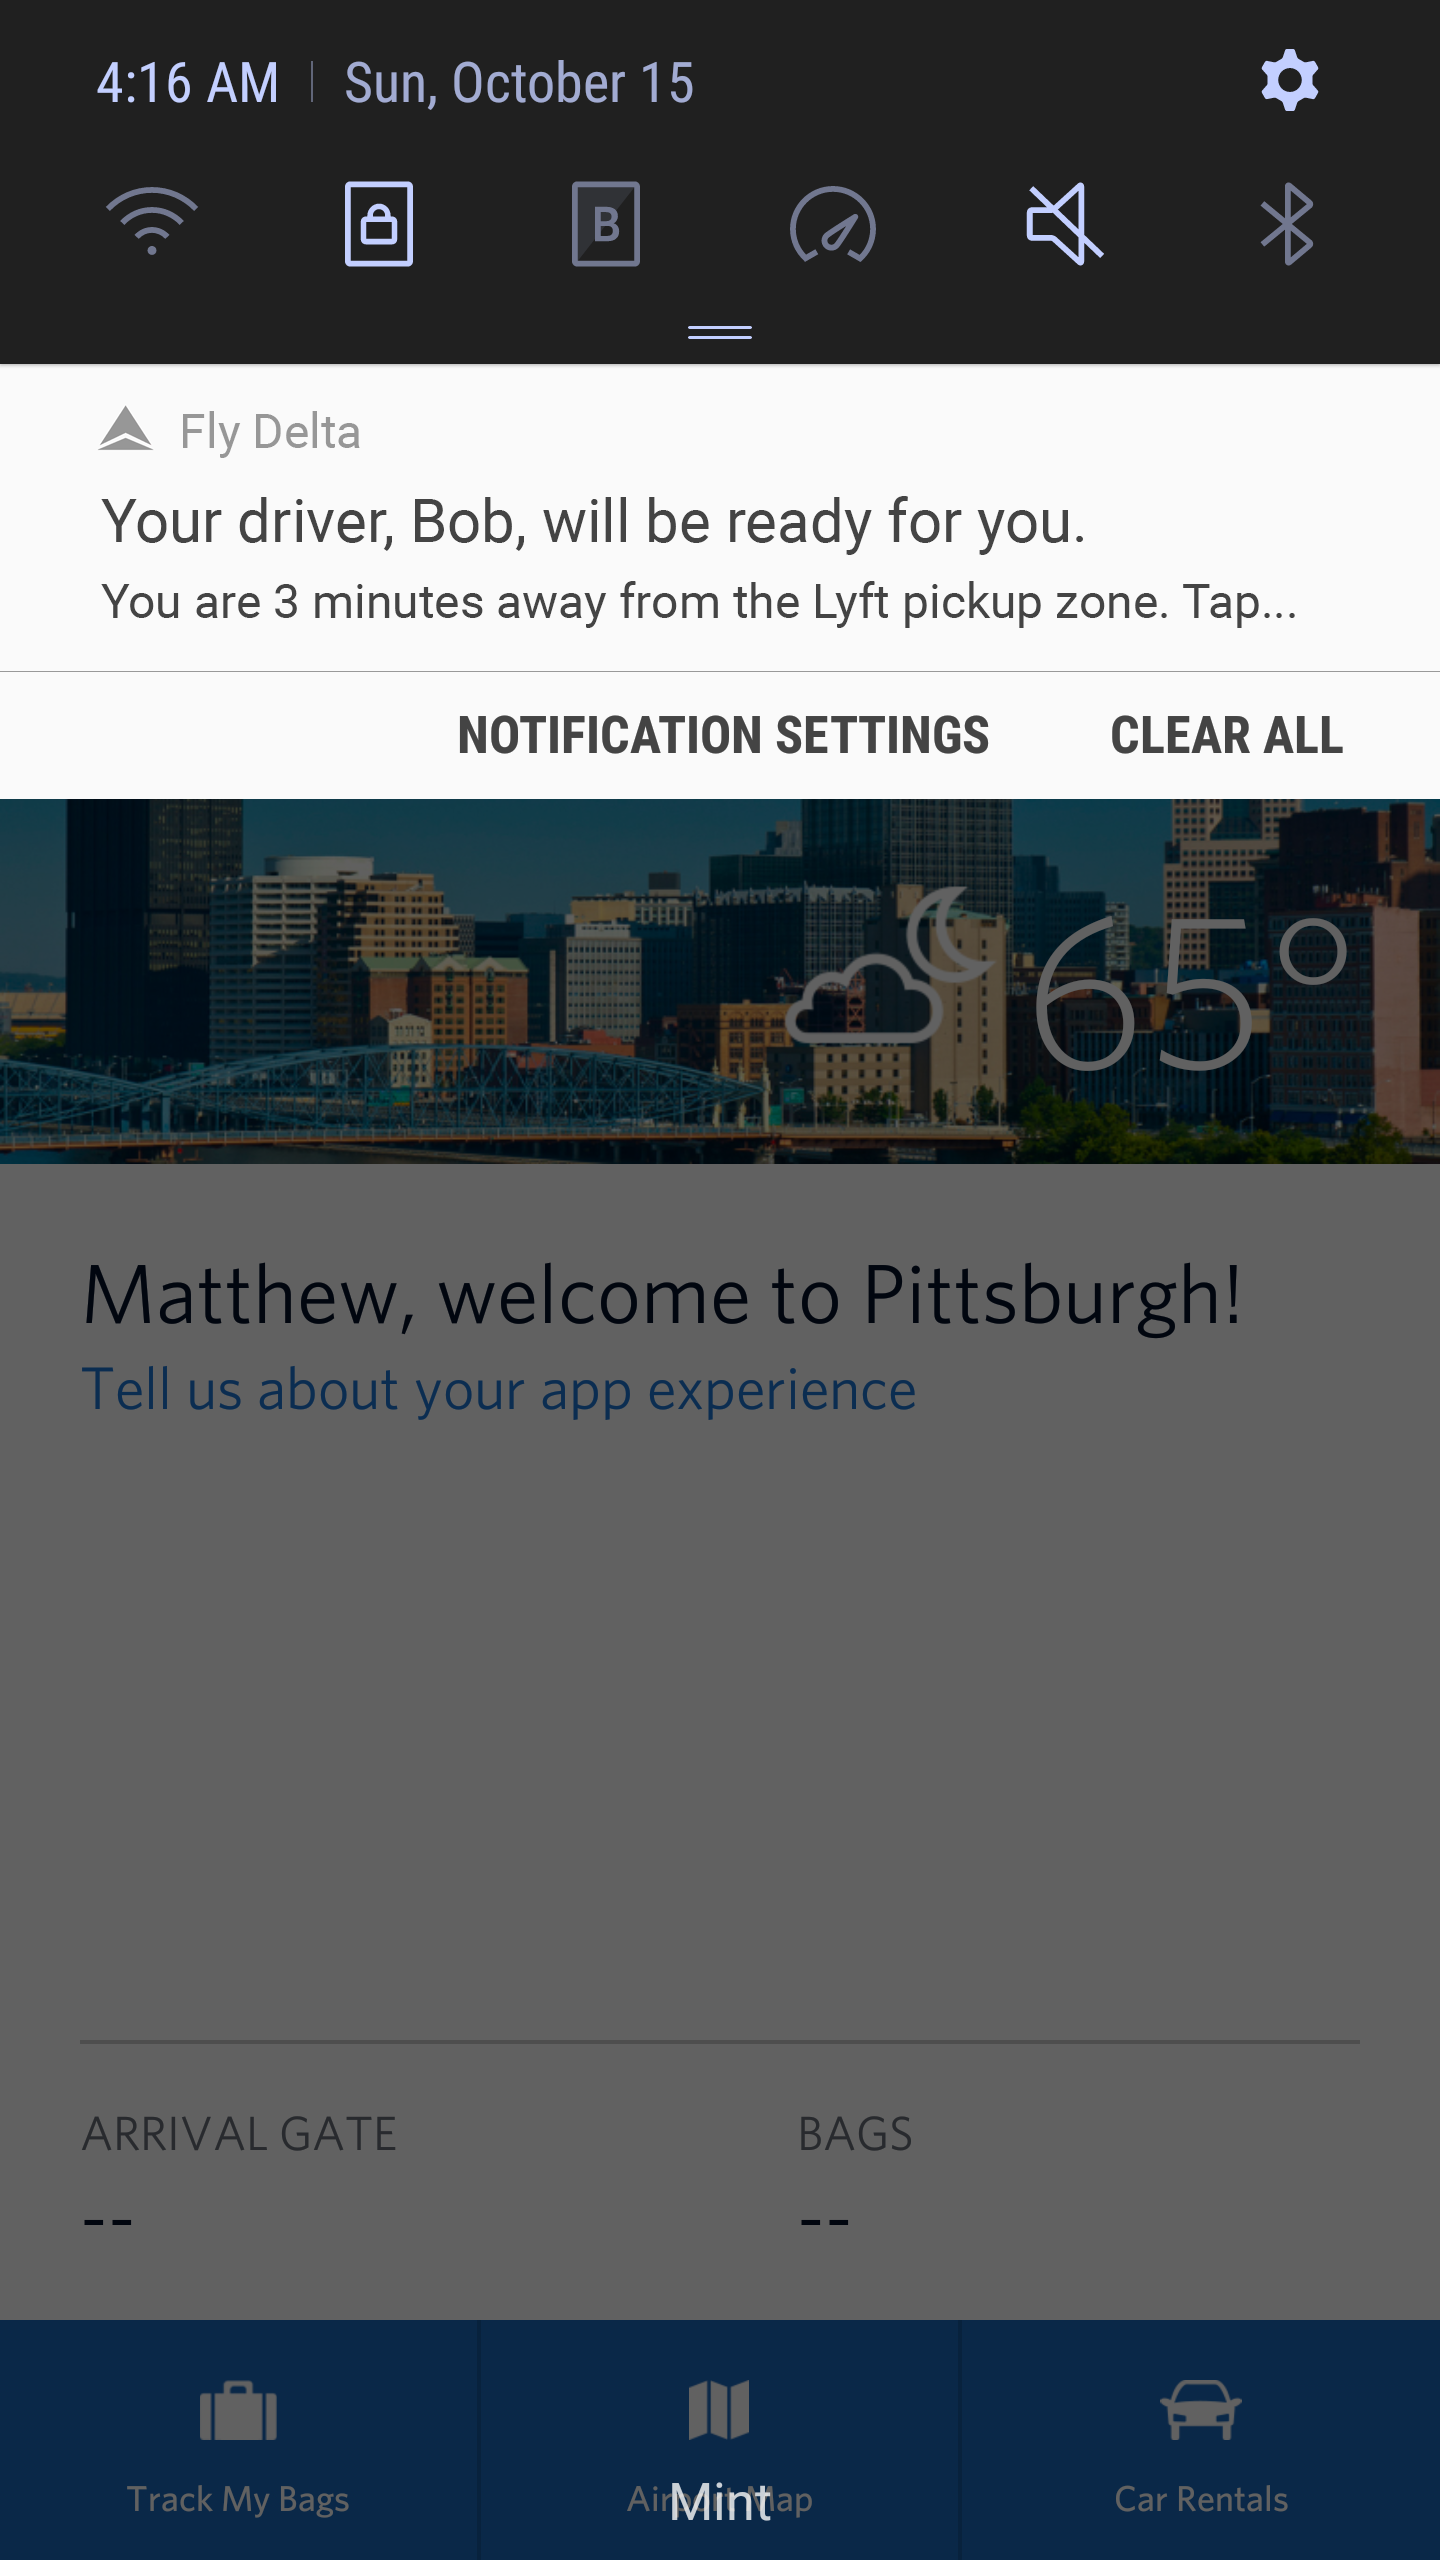 4:16 AM | Sun, October 15
B
Fly Delta
Your driver, Bob, will be ready for you.
You are 3 minutes away from the Lyft pickup zone. Tap...
NOTIFICATION SETTINGS CLEAR ALL
65°
Matthew, welcome to Pittsburgh!
Tell us about your app experience
ARRIVAL GATE BAGS
-- --
Track My Bags Airport Map Car Rentals
Mint